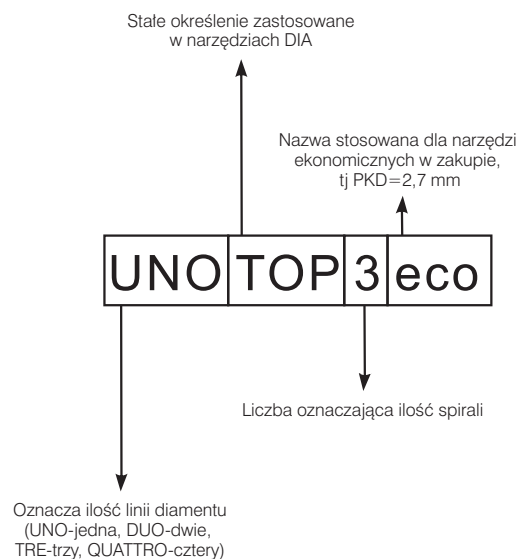 Stałe określenie zastosowane
w narzędziach DIA
Nazwa stosowana dla narzędzi
ekonomicznych w zakupie,
tj PKD=2,7 mm
UNO TOP 3 eco
Liczba oznaczająca ilość spirali
Oznacza ilość linii diamentu
(UNO-jedna, DUO-dwie,
TRE-trzy, QUATTRO-cztery)